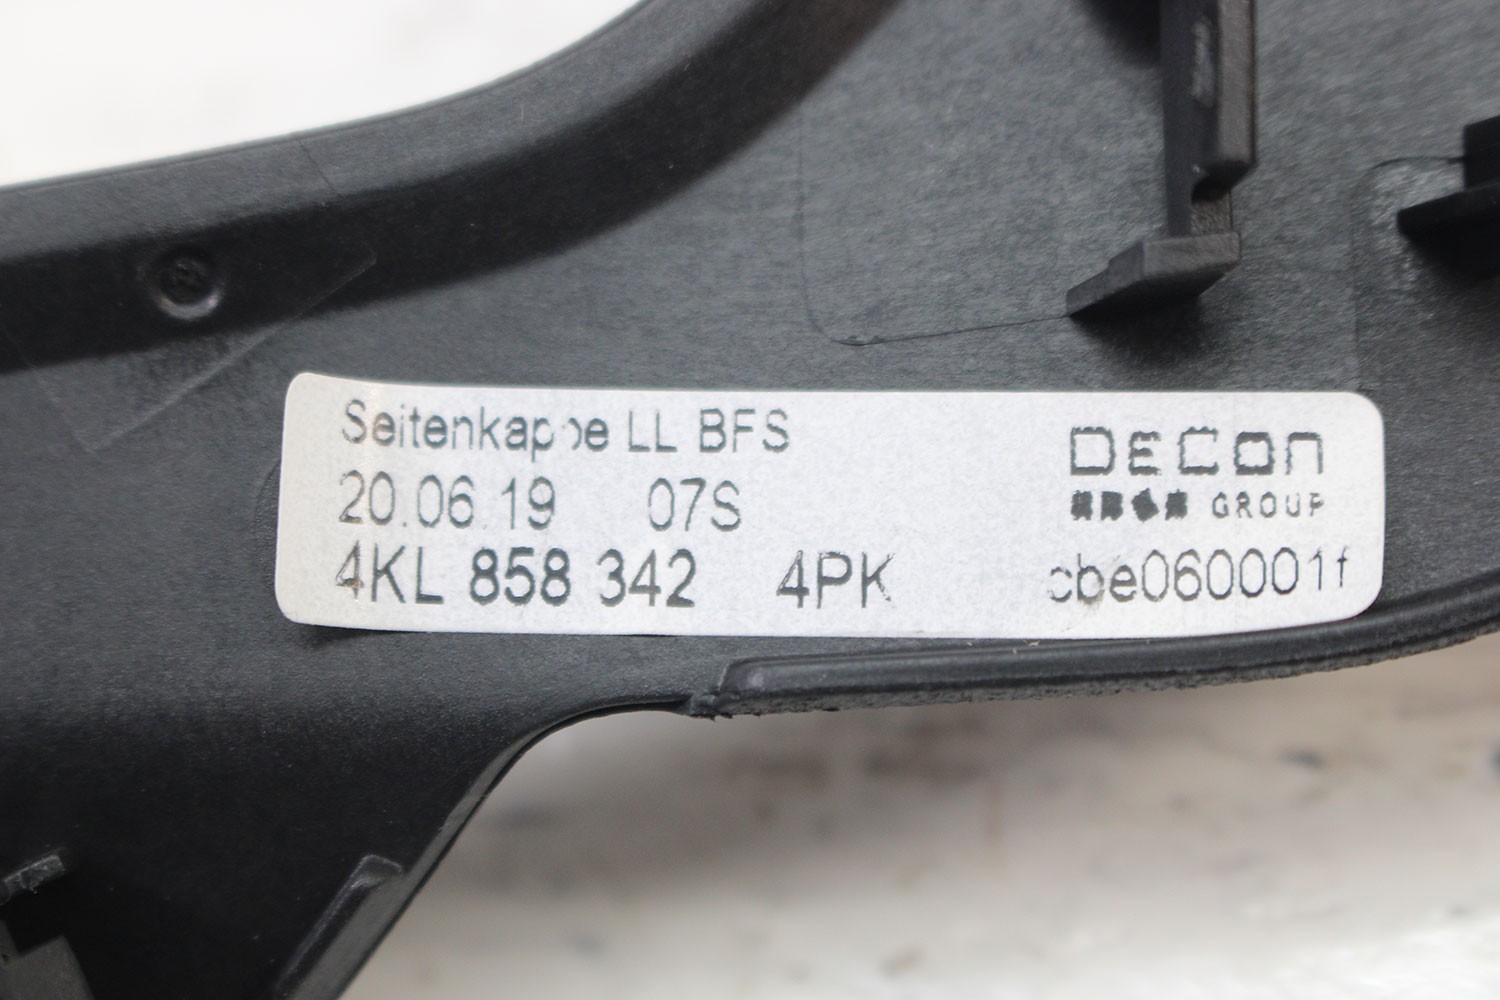 Seitenkappe LL BFS
20.06.19 07S
4KL 858 342 4PK
DeCon
GROUP
cbe060001f